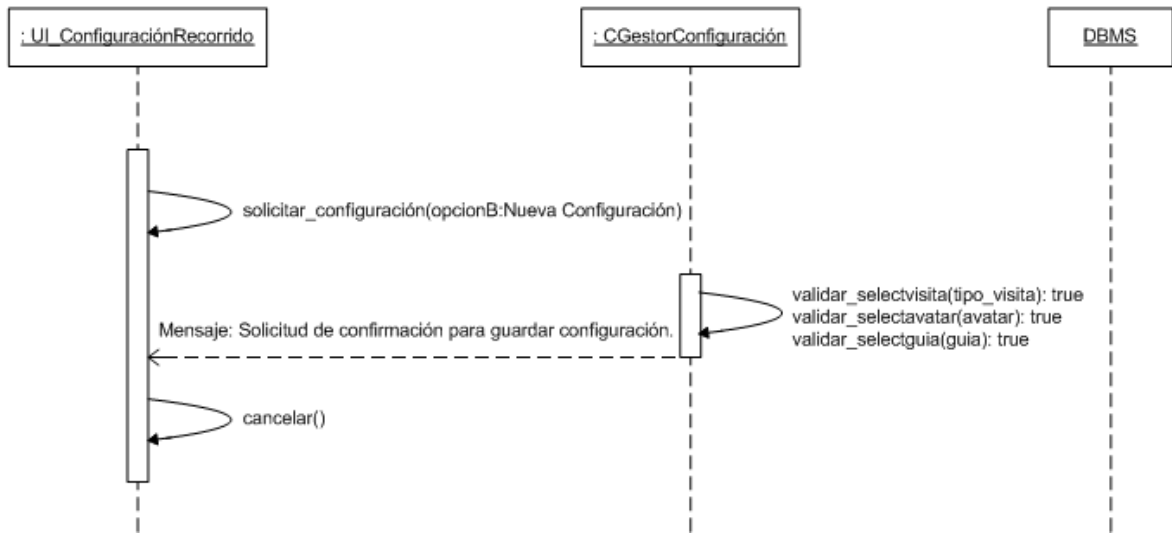 : UI_ConfiguraciónRecorrido
: CGestorConfiguración
DBMS
solicitar_configuración(opcionB:Nueva Configuración)
validar_selectvisita(tipo_visita): true
validar_selectavatar(avatar): true
validar_selectguia(guia): true
Mensaje: Solicitud de confirmación para guardar configuración.
cancelar()